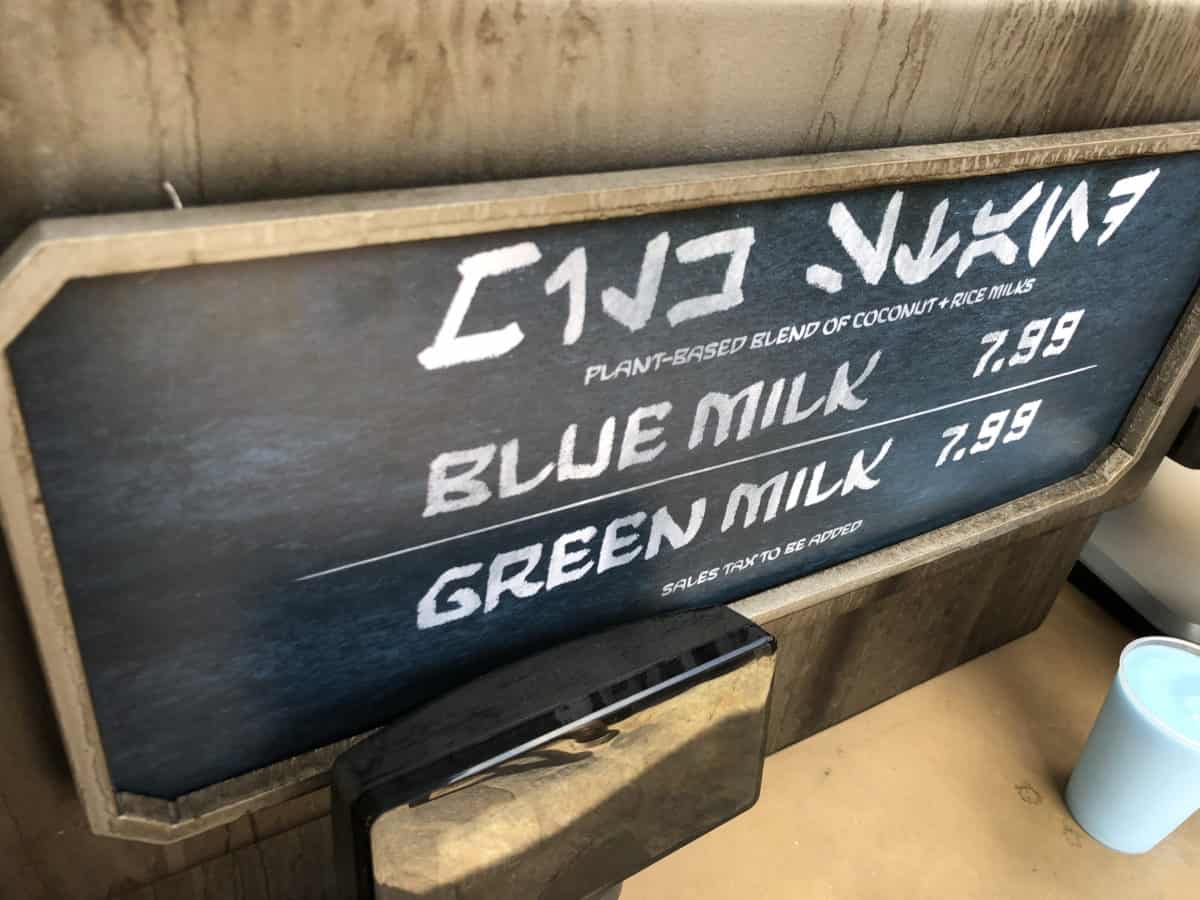 PLANT-BASED BLEND OF COCONUT + RICE MILKS
BLUE MILK 7.99
GREEN MILK 7.99
SALES TAX TO BE ADDED